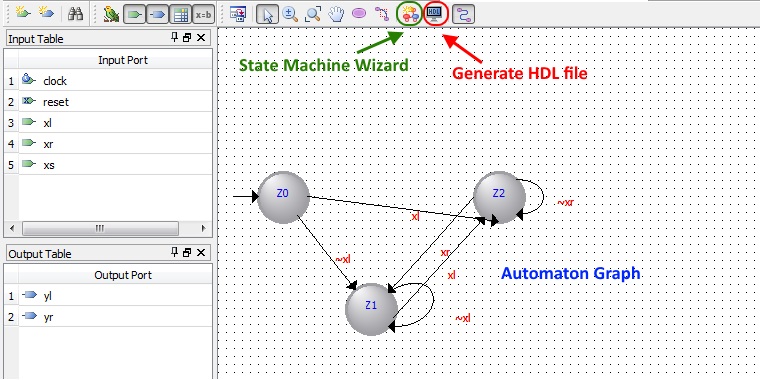 x=b
HDL
Input Table
State Machine Wizard
Generate HDL file
Input Port
1 clock
2 reset
3 xl
4 xr
5 xs
Z0
Z2
~xr
xl
Output Table
~xl
xr
xl
Automaton Graph
Output Port
1 yl
2 yr
Z1
~xl